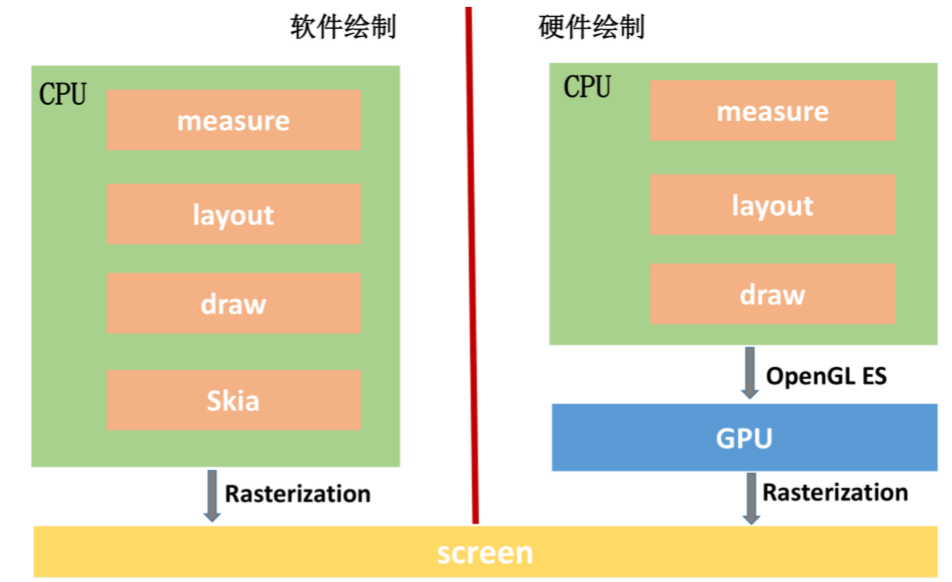 软件绘制
CPU
measure
layout
draw
Skia
Rasterization
硬件绘制
CPU
measure
layout
draw
OpenGL ES
GPU
Rasterization
screen